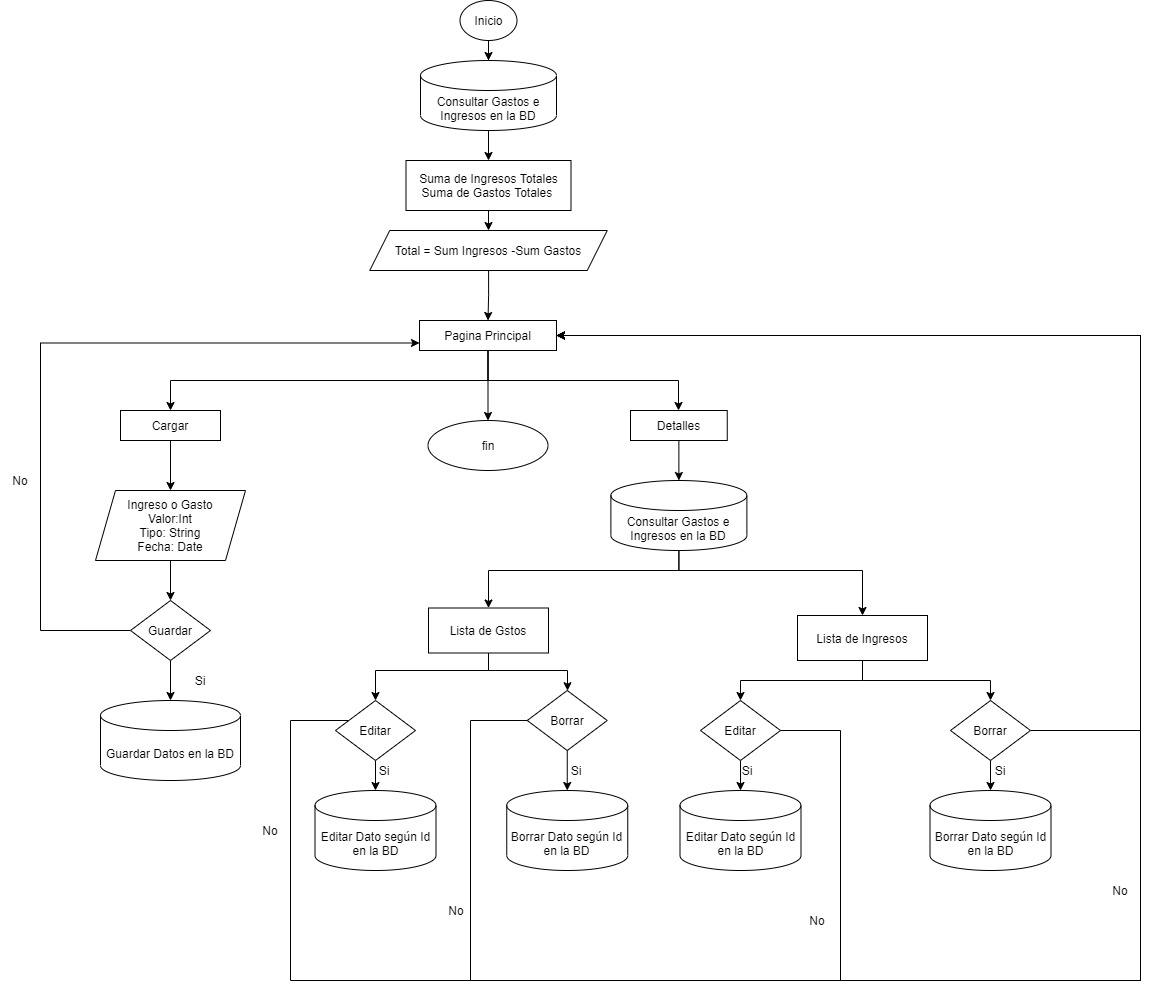 Inicio
Consultar Gastos e
Ingresos en la BD
Suma de Ingresos Totales
Suma de Gastos Totales
Total = Sum Ingresos -Sum Gastos
Pagina Principal
Cargar
fin
Detalles
No
Ingreso o Gasto
Valor:Int
Tipo: String
Fecha: Date
Consultar Gastos e
Ingresos en la BD
Guardar
Lista de Gstos
Lista de Ingresos
Si
Guardar Datos en la BD
Editar
Borrar
Editar
Borrar
Si
Si
Si
Si
Editar Dato según Id
en la BD
Borrar Dato según Id
en la BD
Editar Dato según Id
en la BD
Borrar Dato según Id
en la BD
No
No
No
No